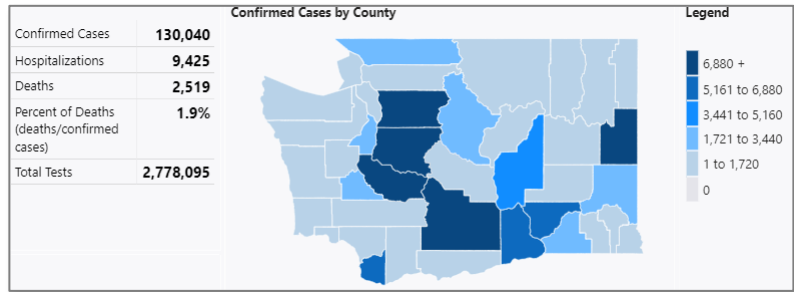 Confirmed Cases by County
Legend
Confirmed Cases 130,040
Hospitalizations 9,425
Deaths 2,519
Percent of Deaths 1.9%
(deaths/confirmed
cases)
Total Tests 2,778,095
6,880 +
5,161 to 6,880
3,441 to 5,160
1,721 to 3,440
1 to 1,720
0